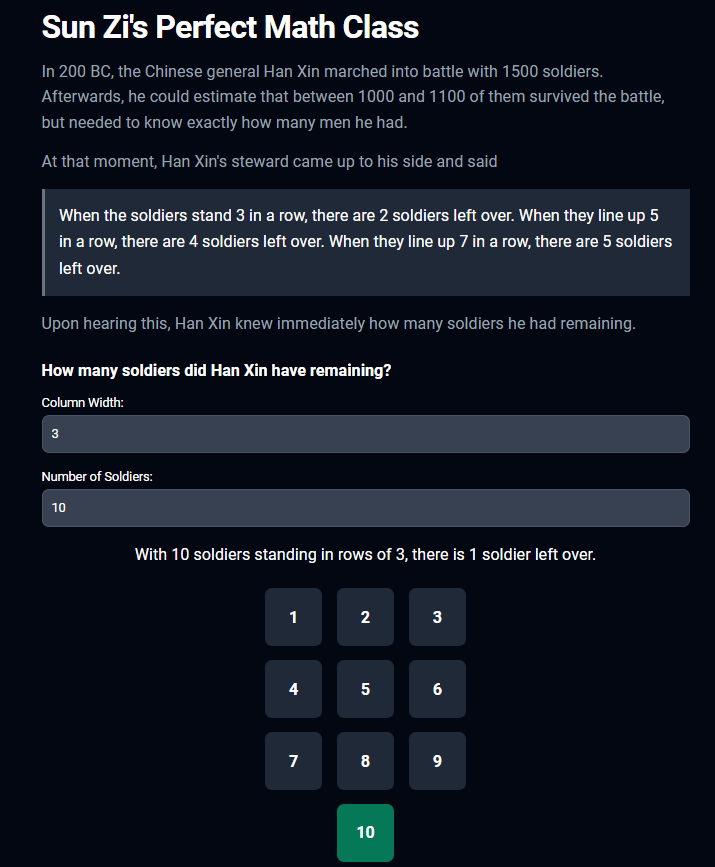 Sun Zi's Perfect Math Class
In 200 BC, the Chinese general Han Xin marched into battle with 1500 soldiers.
Afterwards, he could estimate that between 1000 and 1100 of them survived the battle,
but needed to know exactly how many men he had.
At that moment, Han Xin's steward came up to his side and said
When the soldiers stand 3 in a row, there are 2 soldiers left over. When they line up 5
in a row, there are 4 soldiers left over. When they line up 7 in a row, there are 5 soldiers
left over.
Upon hearing this, Han Xin knew immediately how many soldiers he had remaining.
How many soldiers did Han Xin have remaining?
Column Width:
3
Number of Soldiers:
10
With 10 soldiers standing in rows of 3, there is 1 soldier left over.
1 2 3
4 5 6
7 8 9
10